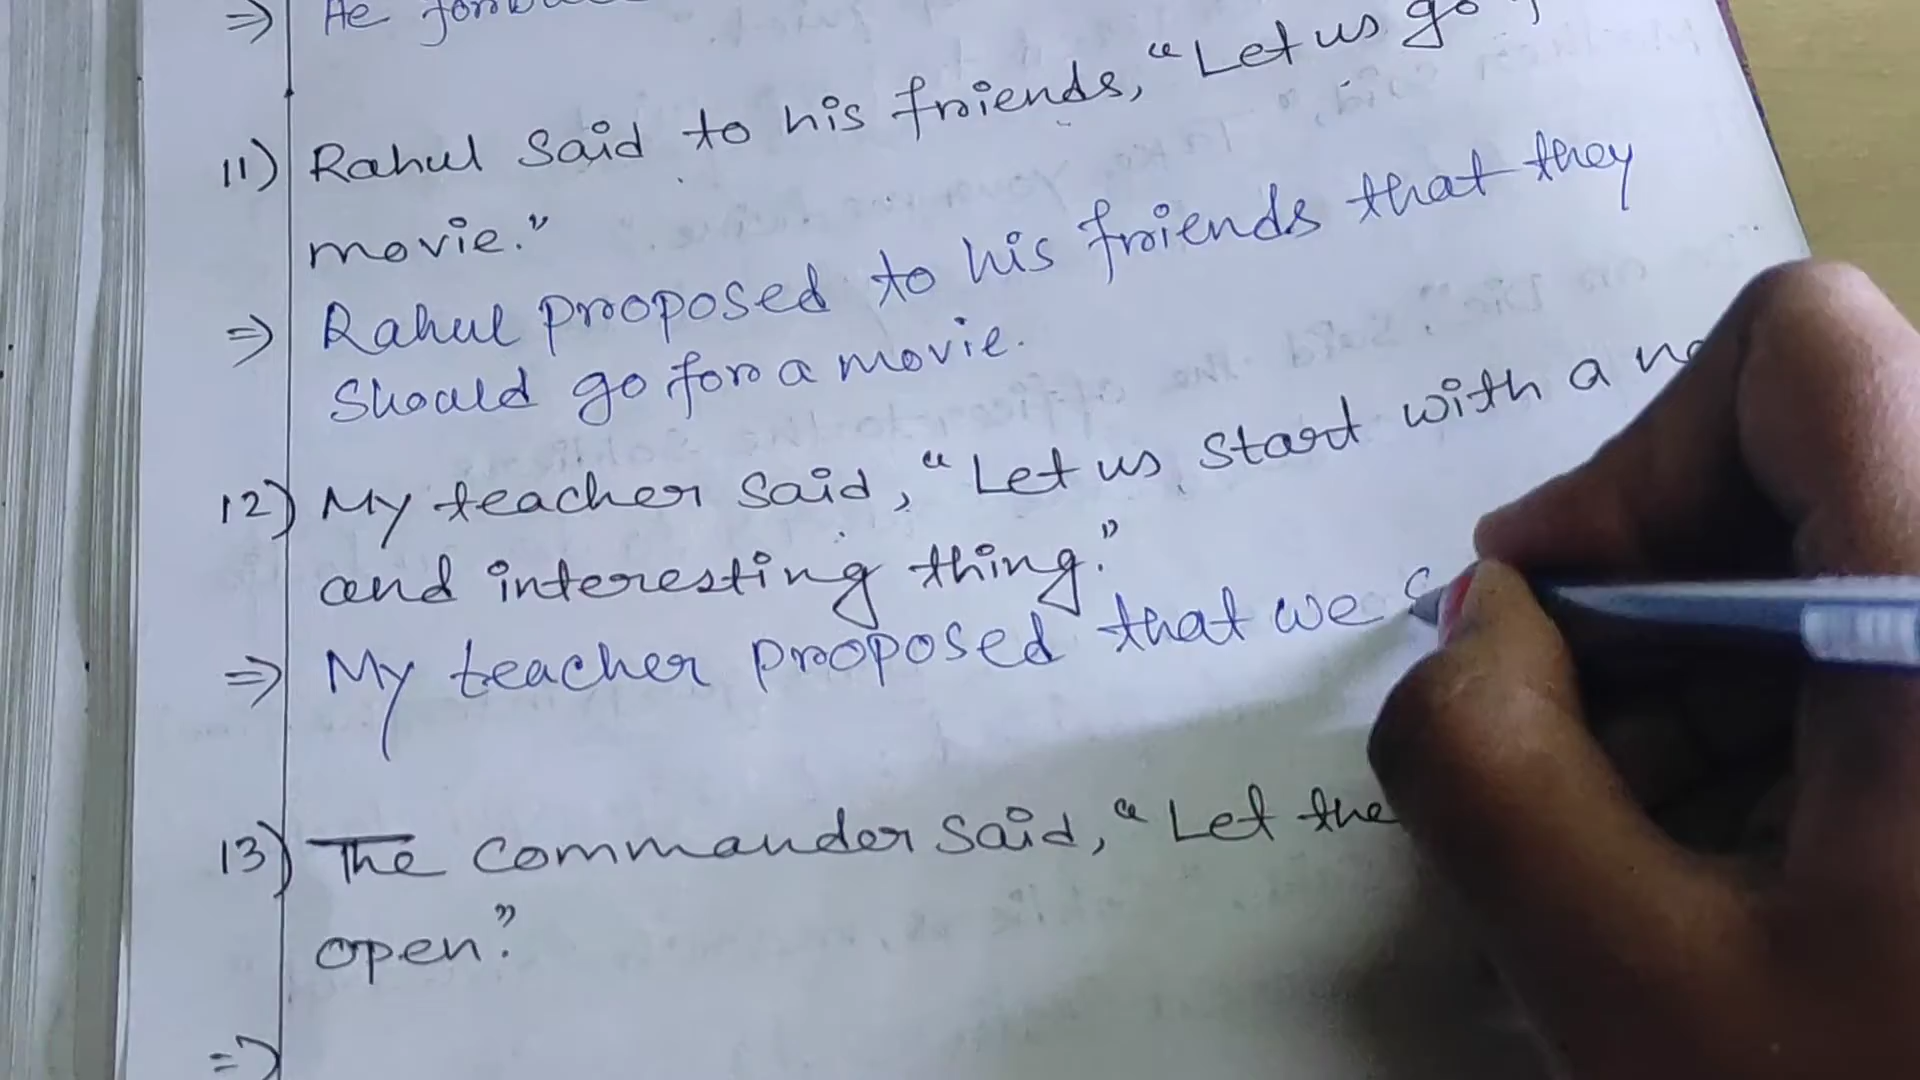 ⇒ He
11) Rahul said to his friends, "Let us go
movie."
⇒ Rahul proposed to his friends that they
should go for a movie.
12) My teacher said, "Let us start with a
and interesting thing."
⇒ My teacher proposed that we
13) The commander said, "Let the
open."
⇒